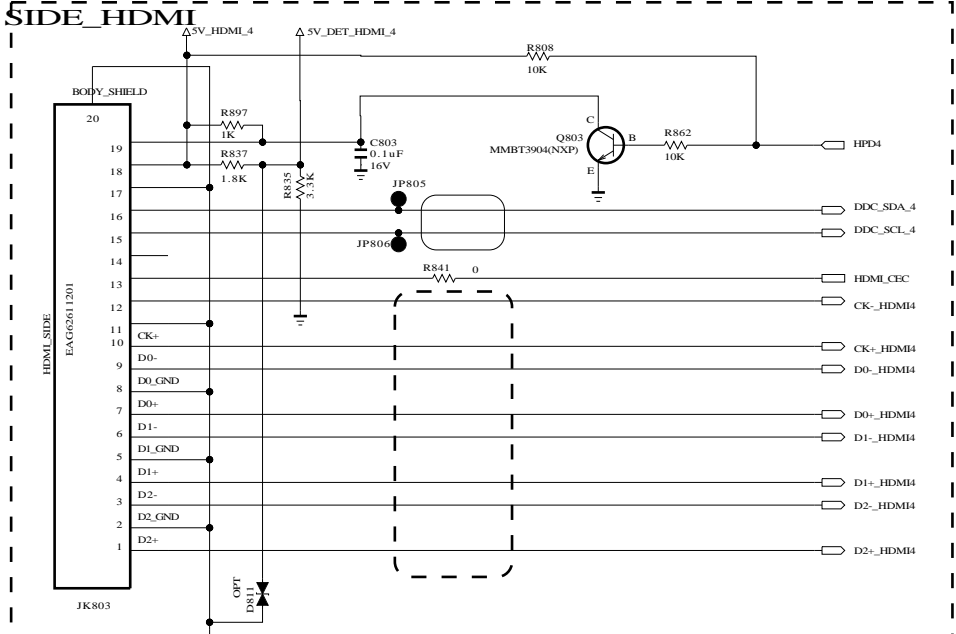 SIDE_HDMI
5V_HDMI_4
5V_DET_HDMI_4
R808
10K
BODY_SHIELD
20
R897
1K
C803
0.1uF
16V
C
Q803
MMBT3904(NXP)
B
E
R862
10K
HPD4
19
R837
1.8K
18
R835
3.3K
17
JP805
16
DDC_SDA_4
15
JP806
DDC_SCL_4
14
R841
0
13
HDMI_CEC
12
CK-_HDMI4
EAG62611201
HDMI_SIDE
11
CK+
10
CK+_HDMI4
D0-
9
D0-_HDMI4
D0_GND
8
D0+
7
D0+_HDMI4
D1-
6
D1-_HDMI4
D1_GND
5
D1+
4
D1+_HDMI4
D2-
3
D2-_HDMI4
D2_GND
2
D2+
1
D2+_HDMI4
OPT
D811
JK803